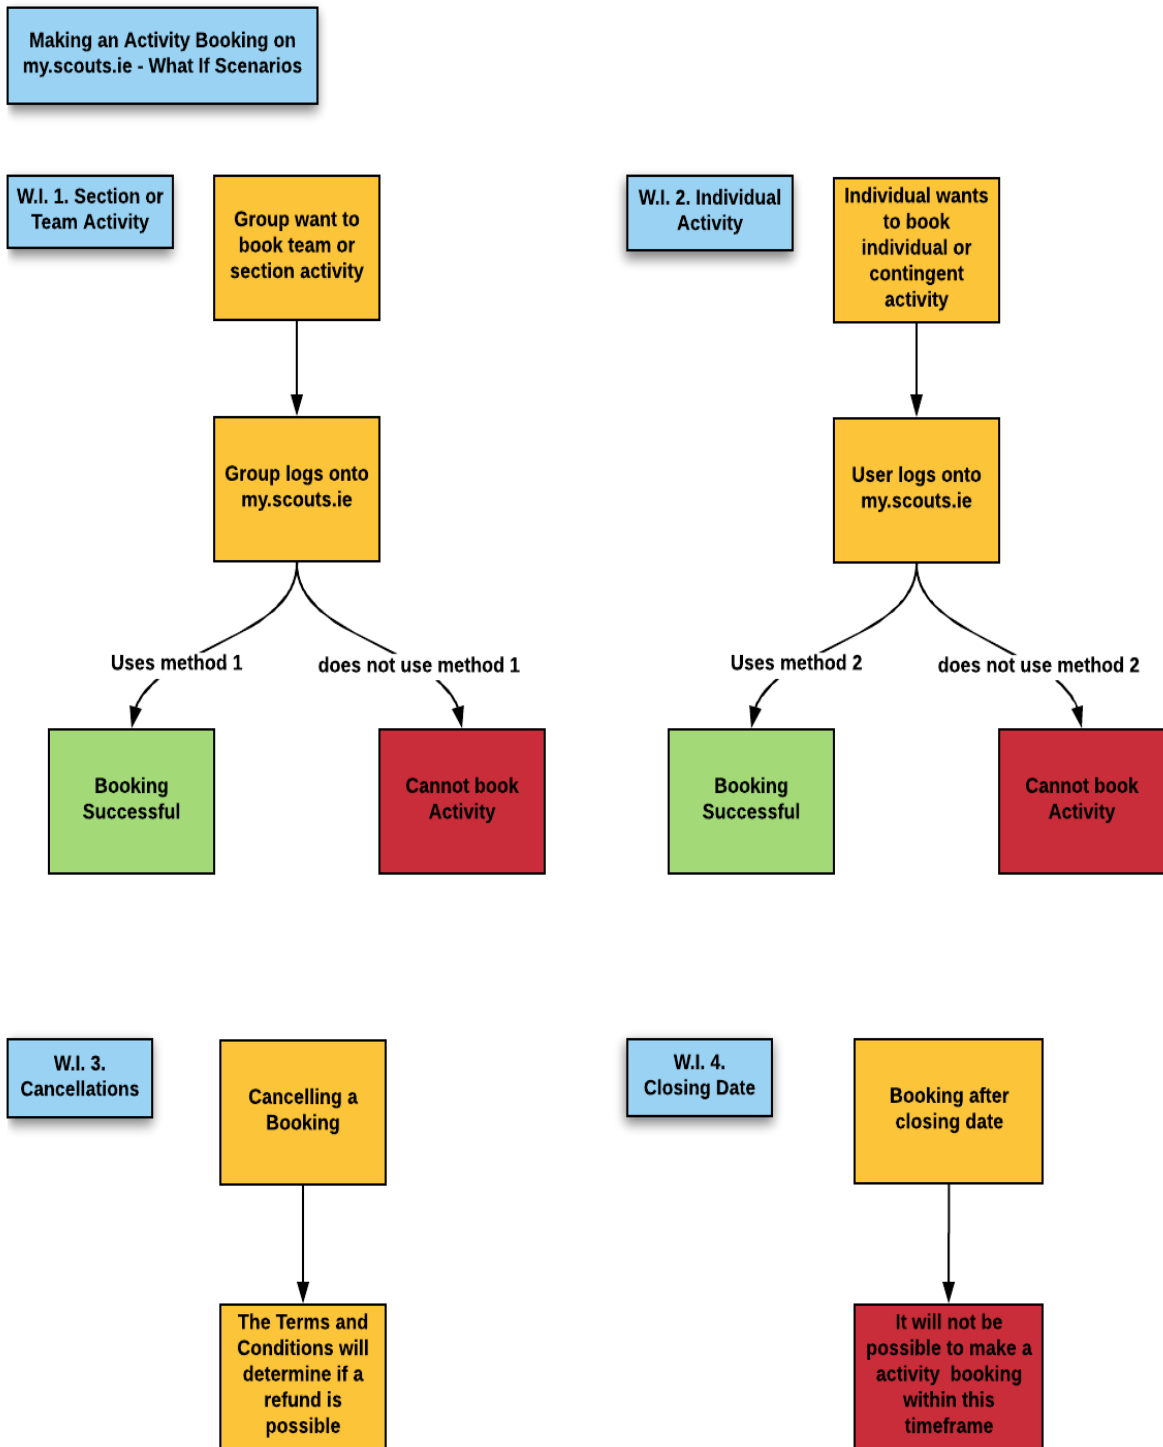 Making an Activity Booking on
my.scouts.ie - What If Scenarios
W.I. 1. Section or
Team Activity
Group want to
book team or
section activity
Group logs onto
my.scouts.ie
Uses method 1
does not use method 1
Booking
Successful
Cannot book
Activity
W.I. 2. Individual
Activity
Individual wants
to book
individual or
contingent
activity
User logs onto
my.scouts.ie
Uses method 2
does not use method 2
Booking
Successful
Cannot book
Activity
W.I. 3.
Cancellations
Cancelling a
Booking
The Terms and
Conditions will
determine if a
refund is
possible
W.I. 4.
Closing Date
Booking after
closing date
It will not be
possible to make a
activity  booking
within this
timeframe